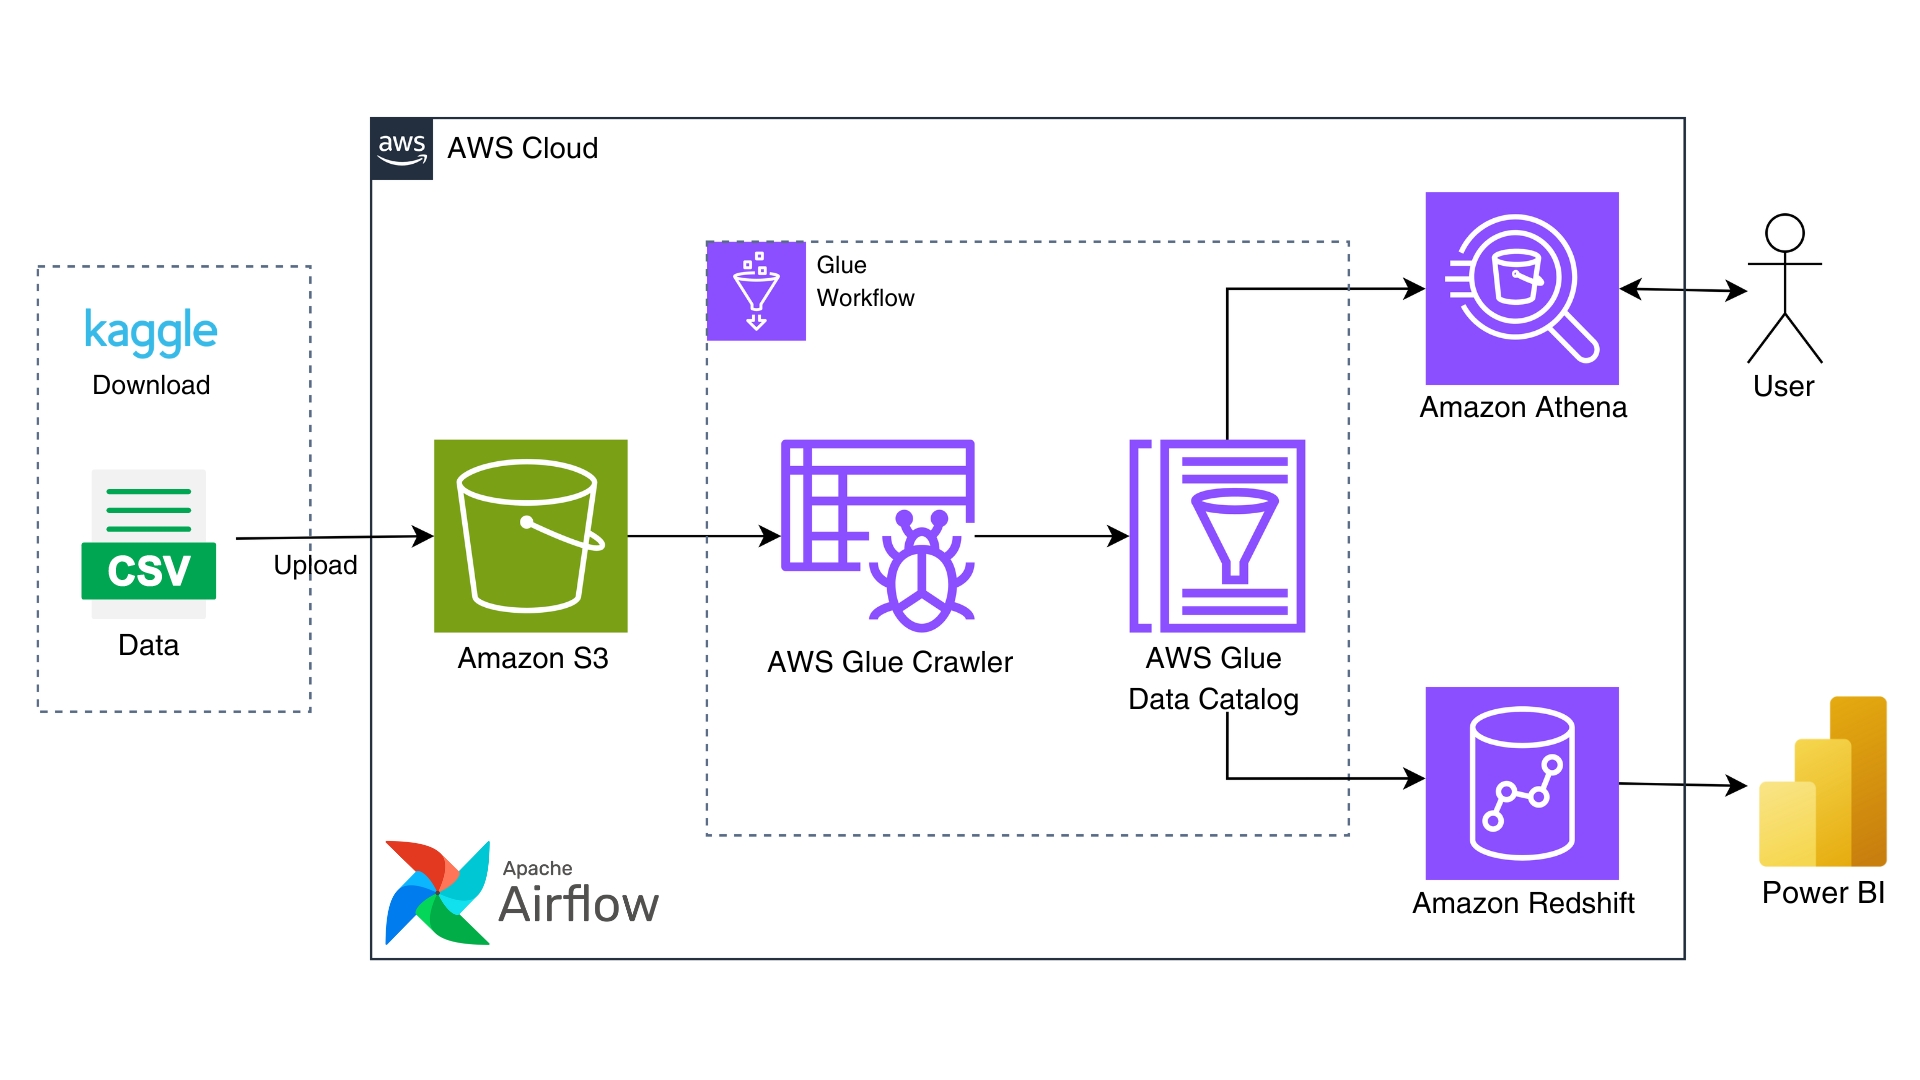 aws
AWS Cloud
kaggle
Download
CSV
Data
Upload
Amazon S3
Glue
Workflow
AWS Glue Crawler
AWS Glue
Data Catalog
Amazon Athena
User
Amazon Redshift
Power BI
Apache
Airflow